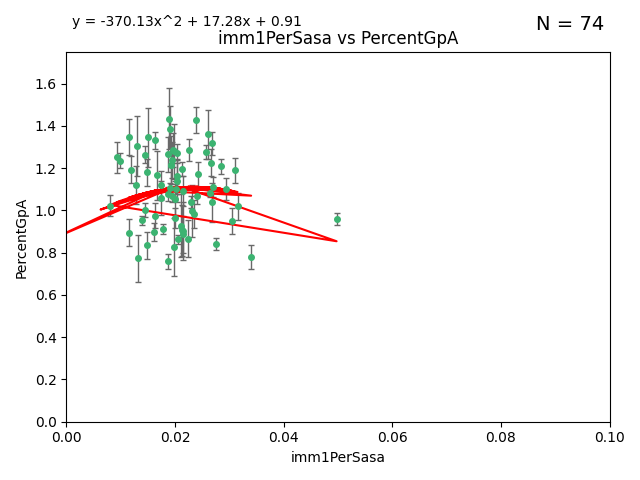 y = -370.13x^2 + 17.28x + 0.91
N = 74
imm1PerSasa vs PercentGpA
PercentGpA
1.6
1.4
1.2
1.0
0.8
0.6
0.4
0.2
0.0
0.00 0.02 0.04 0.06 0.08 0.10
imm1PerSasa